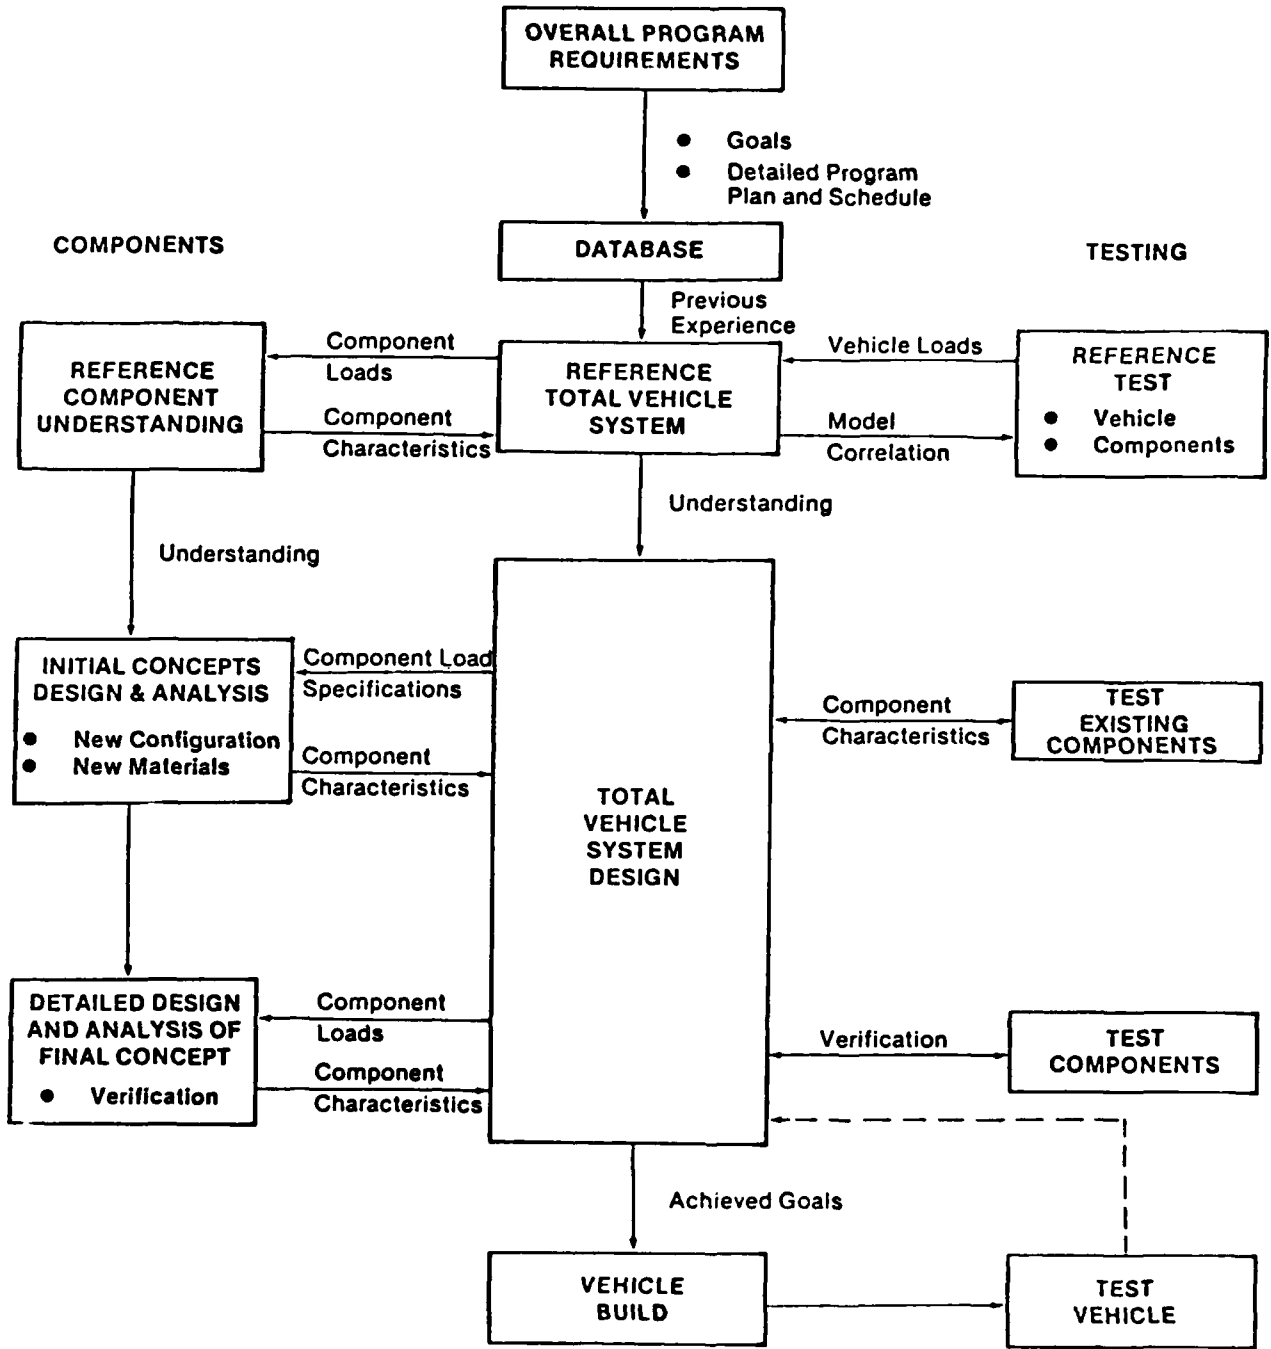 OVERALL PROGRAM
REQUIREMENTS
● Goals
● Detailed Program
Plan and Schedule
COMPONENTS
DATABASE
TESTING
Previous
Experience
REFERENCE
COMPONENT
UNDERSTANDING
Component
Loads
Component
Characteristics
REFERENCE
TOTAL VEHICLE
SYSTEM
Vehicle Loads
Model
Correlation
REFERENCE
TEST
● Vehicle
● Components
Understanding
Understanding
INITIAL CONCEPTS
DESIGN & ANALYSIS
● New Configuration
● New Materials
Component Load
Specifications
Component
Characteristics
TOTAL
VEHICLE
SYSTEM
DESIGN
Component
Characteristics
TEST
EXISTING
COMPONENTS
DETAILED DESIGN
AND ANALYSIS OF
FINAL CONCEPT
● Verification
Component
Loads
Component
Characteristics
Verification
TEST
COMPONENTS
Achieved Goals
VEHICLE
BUILD
TEST
VEHICLE